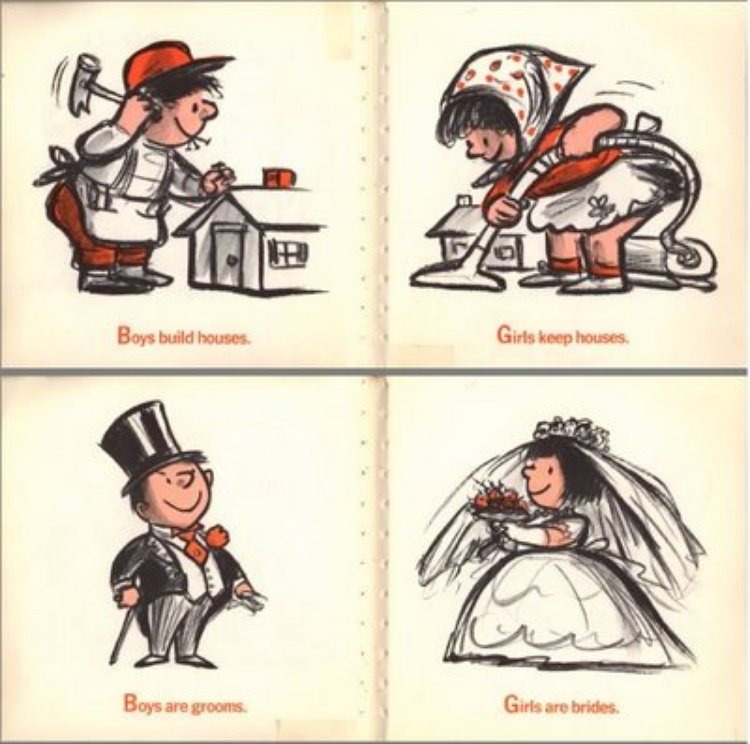 Boys build houses.
Girls keep houses.
Boys are grooms.
Girls are brides.